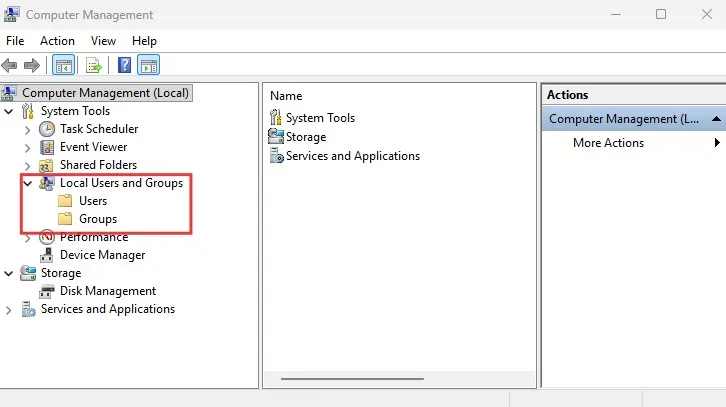 Computer Management
File Action View Help
Computer Management (Local)
System Tools
Task Scheduler
Event Viewer
Shared Folders
Local Users and Groups
Users
Groups
Performance
Device Manager
Storage
Disk Management
Services and Applications
Name
System Tools
Storage
Services and Applications
Actions
Computer Management (L...
More Actions